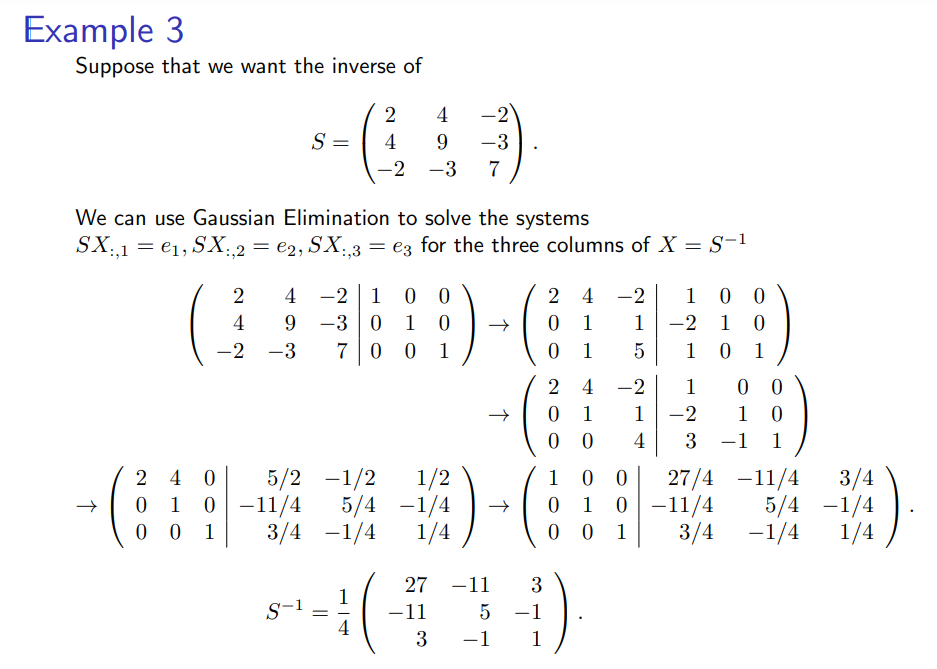 Example 3
Suppose that we want the inverse of
S = \begin{pmatrix} 2 & 4 & -2 \\ 4 & 9 & -3 \\ -2 & -3 & 7 \end{pmatrix}.
We can use Gaussian Elimination to solve the systems
SX_{:,1} = e_1, SX_{:,2} = e_2, SX_{:,3} = e_3 for the three columns of X = S^{-1}
\left(\begin{array}{ccc|ccc} 2 & 4 & -2 & 1 & 0 & 0 \\ 4 & 9 & -3 & 0 & 1 & 0 \\ -2 & -3 & 7 & 0 & 0 & 1 \end{array}\right) → \left(\begin{array}{ccc|ccc} 2 & 4 & -2 & 1 & 0 & 0 \\ 0 & 1 & 1 & -2 & 1 & 0 \\ 0 & 1 & 5 & 1 & 0 & 1 \end{array}\right)
→ \left(\begin{array}{ccc|ccc} 2 & 4 & -2 & 1 & 0 & 0 \\ 0 & 1 & 1 & -2 & 1 & 0 \\ 0 & 0 & 4 & 3 & -1 & 1 \end{array}\right)
→ \left(\begin{array}{ccc|ccc} 2 & 4 & 0 & 5/2 & -1/2 & 1/2 \\ 0 & 1 & 0 & -11/4 & 5/4 & -1/4 \\ 0 & 0 & 1 & 3/4 & -1/4 & 1/4 \end{array}\right) → \left(\begin{array}{ccc|ccc} 1 & 0 & 0 & 27/4 & -11/4 & 3/4 \\ 0 & 1 & 0 & -11/4 & 5/4 & -1/4 \\ 0 & 0 & 1 & 3/4 & -1/4 & 1/4 \end{array}\right).
S^{-1} = \frac{1}{4} \begin{pmatrix} 27 & -11 & 3 \\ -11 & 5 & -1 \\ 3 & -1 & 1 \end{pmatrix}.